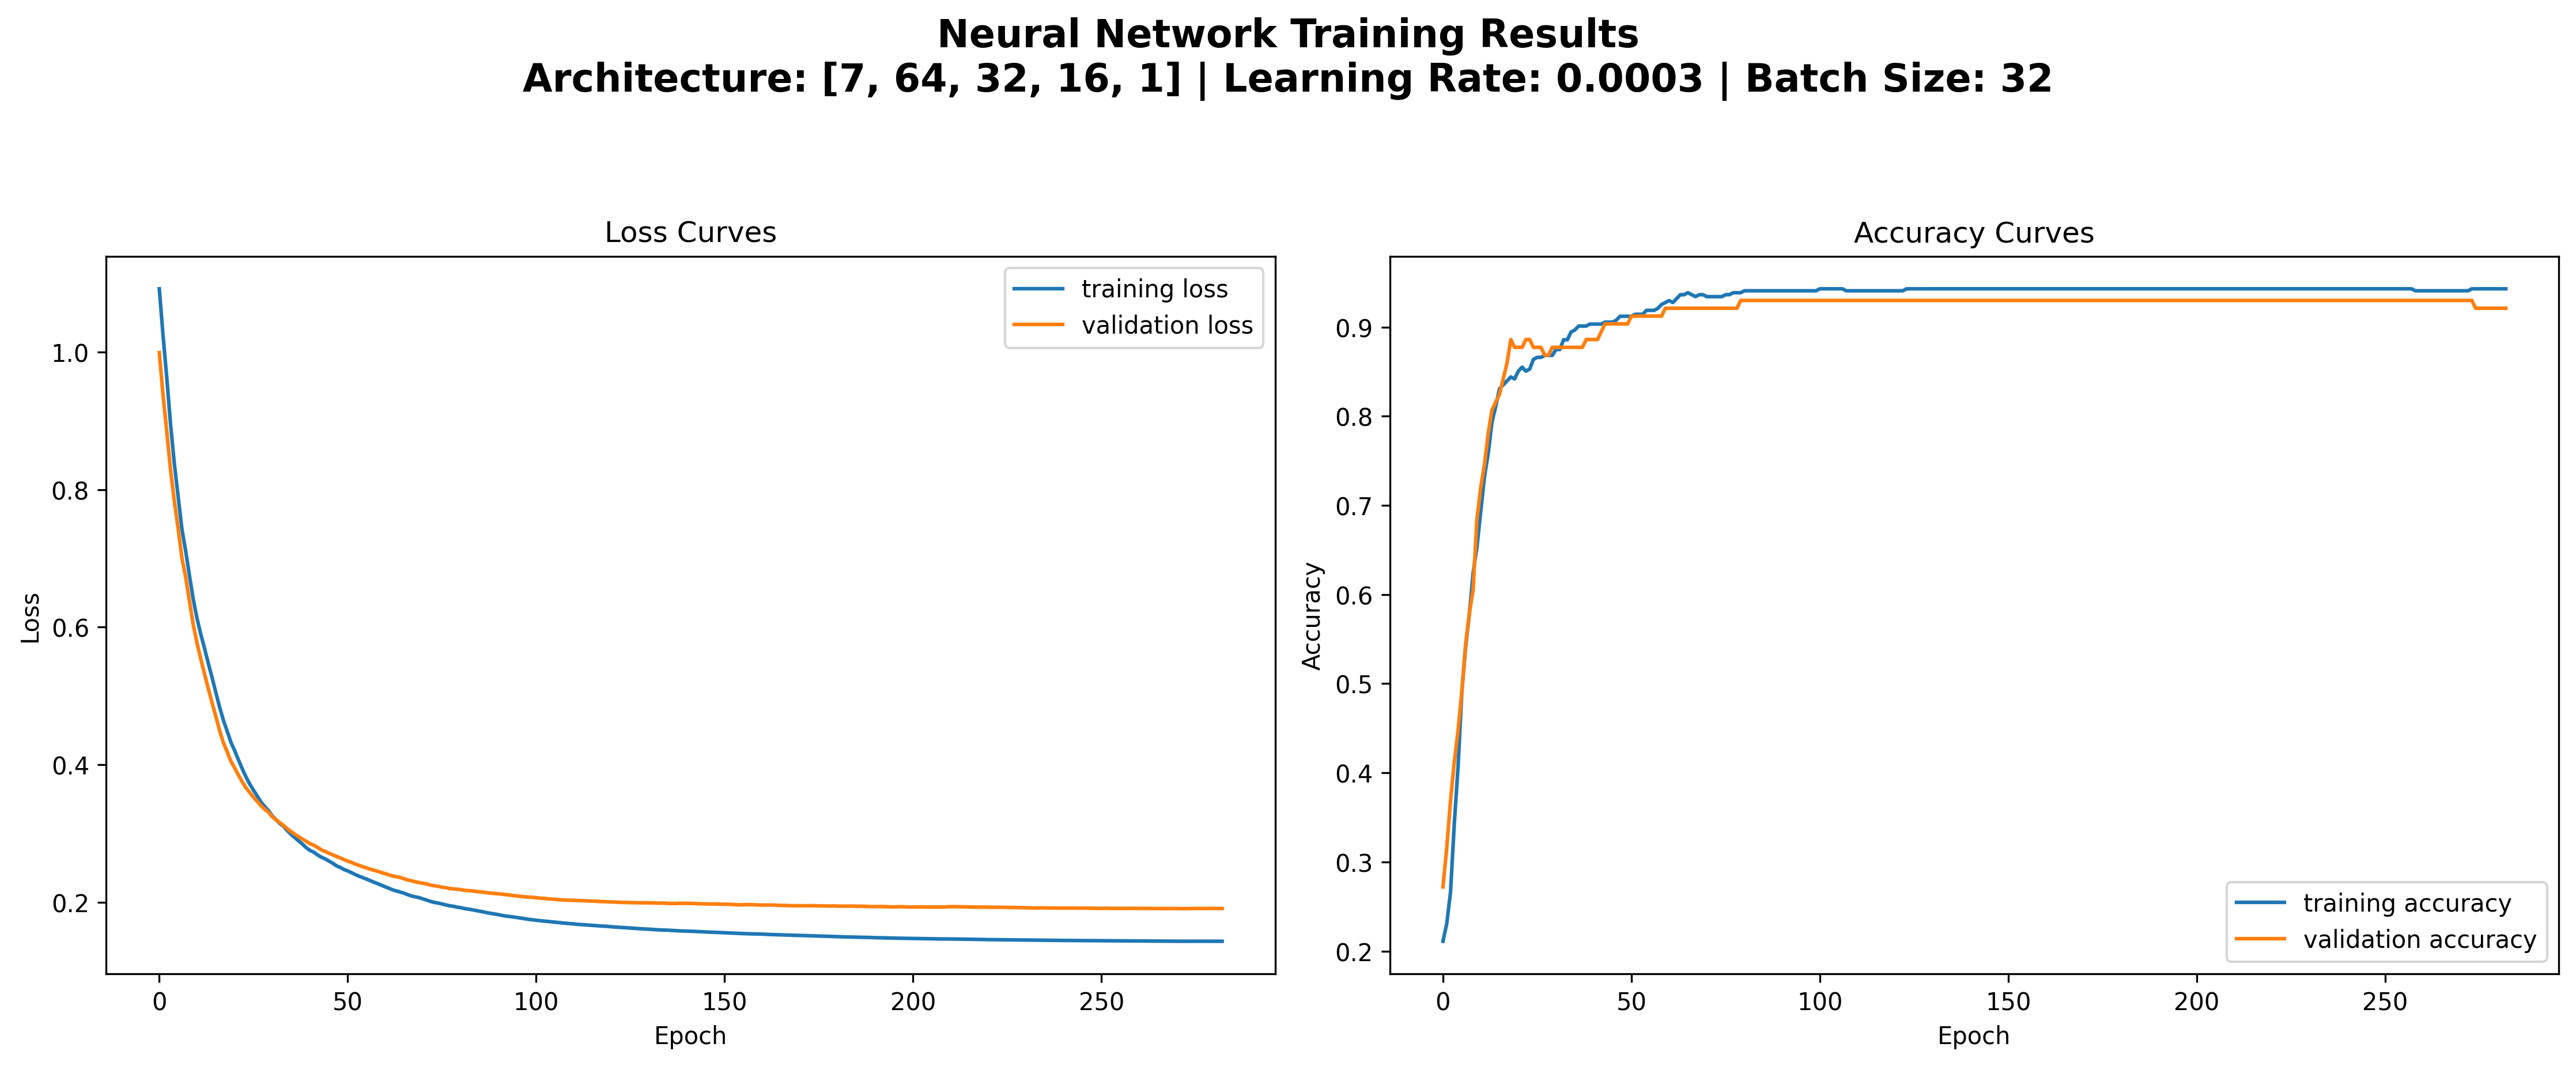 Neural Network Training Results
Architecture: [7, 64, 32, 16, 1] | Learning Rate: 0.0003 | Batch Size: 32
Loss Curves
training loss
validation loss
1.0
0.8
0.6
0.4
0.2
Loss
0 50 100 150 200 250
Epoch
Accuracy Curves
0.9
0.8
0.7
0.6
0.5
0.4
0.3
0.2
Accuracy
training accuracy
validation accuracy
0 50 100 150 200 250
Epoch